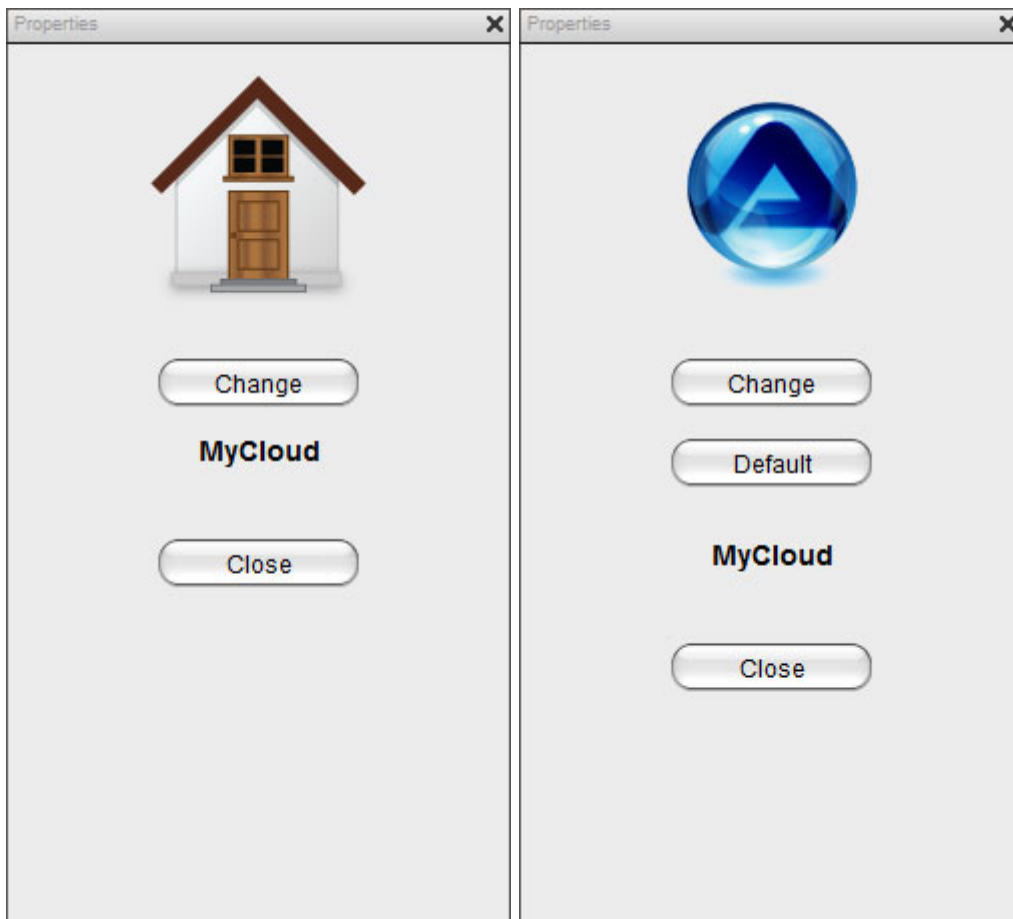 Properties
Change
MyCloud
Close
Properties
Change
Default
MyCloud
Close